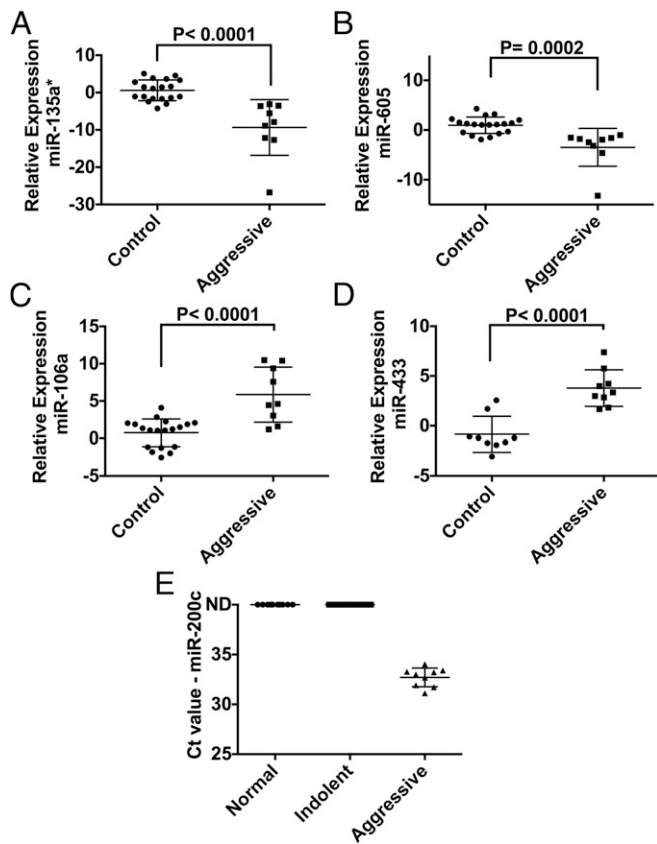 A
P< 0.0001
Relative Expression
miR-135a*
10
0
-10
-20
-30
Control
Aggressive
B
P= 0.0002
Relative Expression
miR-605
10
0
-10
Control
Aggressive
C
P< 0.0001
Relative Expression
miR-106a
15
10
5
0
-5
Control
Aggressive
D
P< 0.0001
Relative Expression
miR-433
10
5
0
-5
Control
Aggressive
E
Ct value - miR-200c
ND
35
33
25
Normal
Indolent
Aggressive